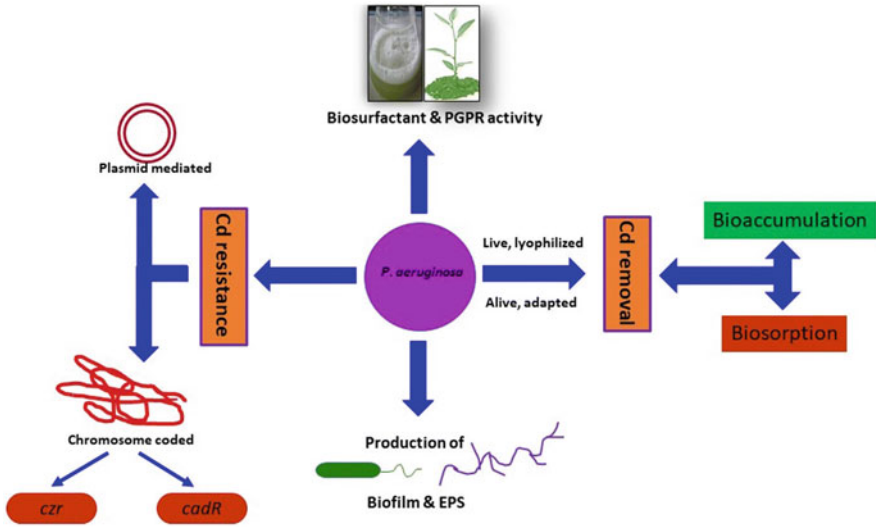 Biosurfactant & PGPR activity
Plasmid mediated
Cd resistance
P. aeruginosa
Live, lyophilized
Alive, adapted
Cd removal
Bioaccumulation
Biosorption
Chromosome coded
czr
cadR
Production of
Biofilm & EPS